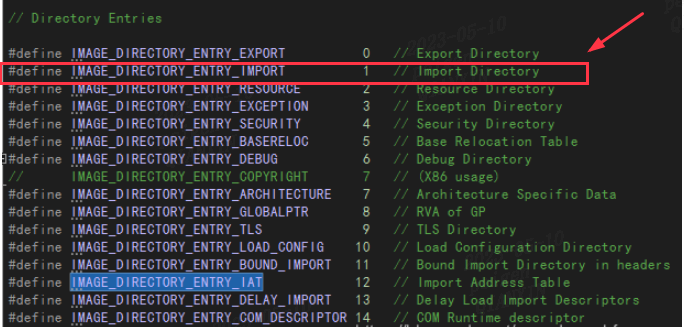 // Directory Entries
#define IMAGE_DIRECTORY_ENTRY_EXPORT 0 // Export Directory
#define IMAGE_DIRECTORY_ENTRY_IMPORT 1 // Import Directory
#define IMAGE_DIRECTORY_ENTRY_RESOURCE 2 // Resource Directory
#define IMAGE_DIRECTORY_ENTRY_EXCEPTION 3 // Exception Directory
#define IMAGE_DIRECTORY_ENTRY_SECURITY 4 // Security Directory
#define IMAGE_DIRECTORY_ENTRY_BASERELOC 5 // Base Relocation Table
#define IMAGE_DIRECTORY_ENTRY_DEBUG 6 // Debug Directory
// IMAGE_DIRECTORY_ENTRY_COPYRIGHT 7 // (X86 usage)
#define IMAGE_DIRECTORY_ENTRY_ARCHITECTURE 7 // Architecture Specific Data
#define IMAGE_DIRECTORY_ENTRY_GLOBALPTR 8 // RVA of GP
#define IMAGE_DIRECTORY_ENTRY_TLS 9 // TLS Directory
#define IMAGE_DIRECTORY_ENTRY_LOAD_CONFIG 10 // Load Configuration Directory
#define IMAGE_DIRECTORY_ENTRY_BOUND_IMPORT 11 // Bound Import Directory in headers
#define IMAGE_DIRECTORY_ENTRY_IAT 12 // Import Address Table
#define IMAGE_DIRECTORY_ENTRY_DELAY_IMPORT 13 // Delay Load Import Descriptors
#define IMAGE_DIRECTORY_ENTRY_COM_DESCRIPTOR 14 // COM Runtime descriptor